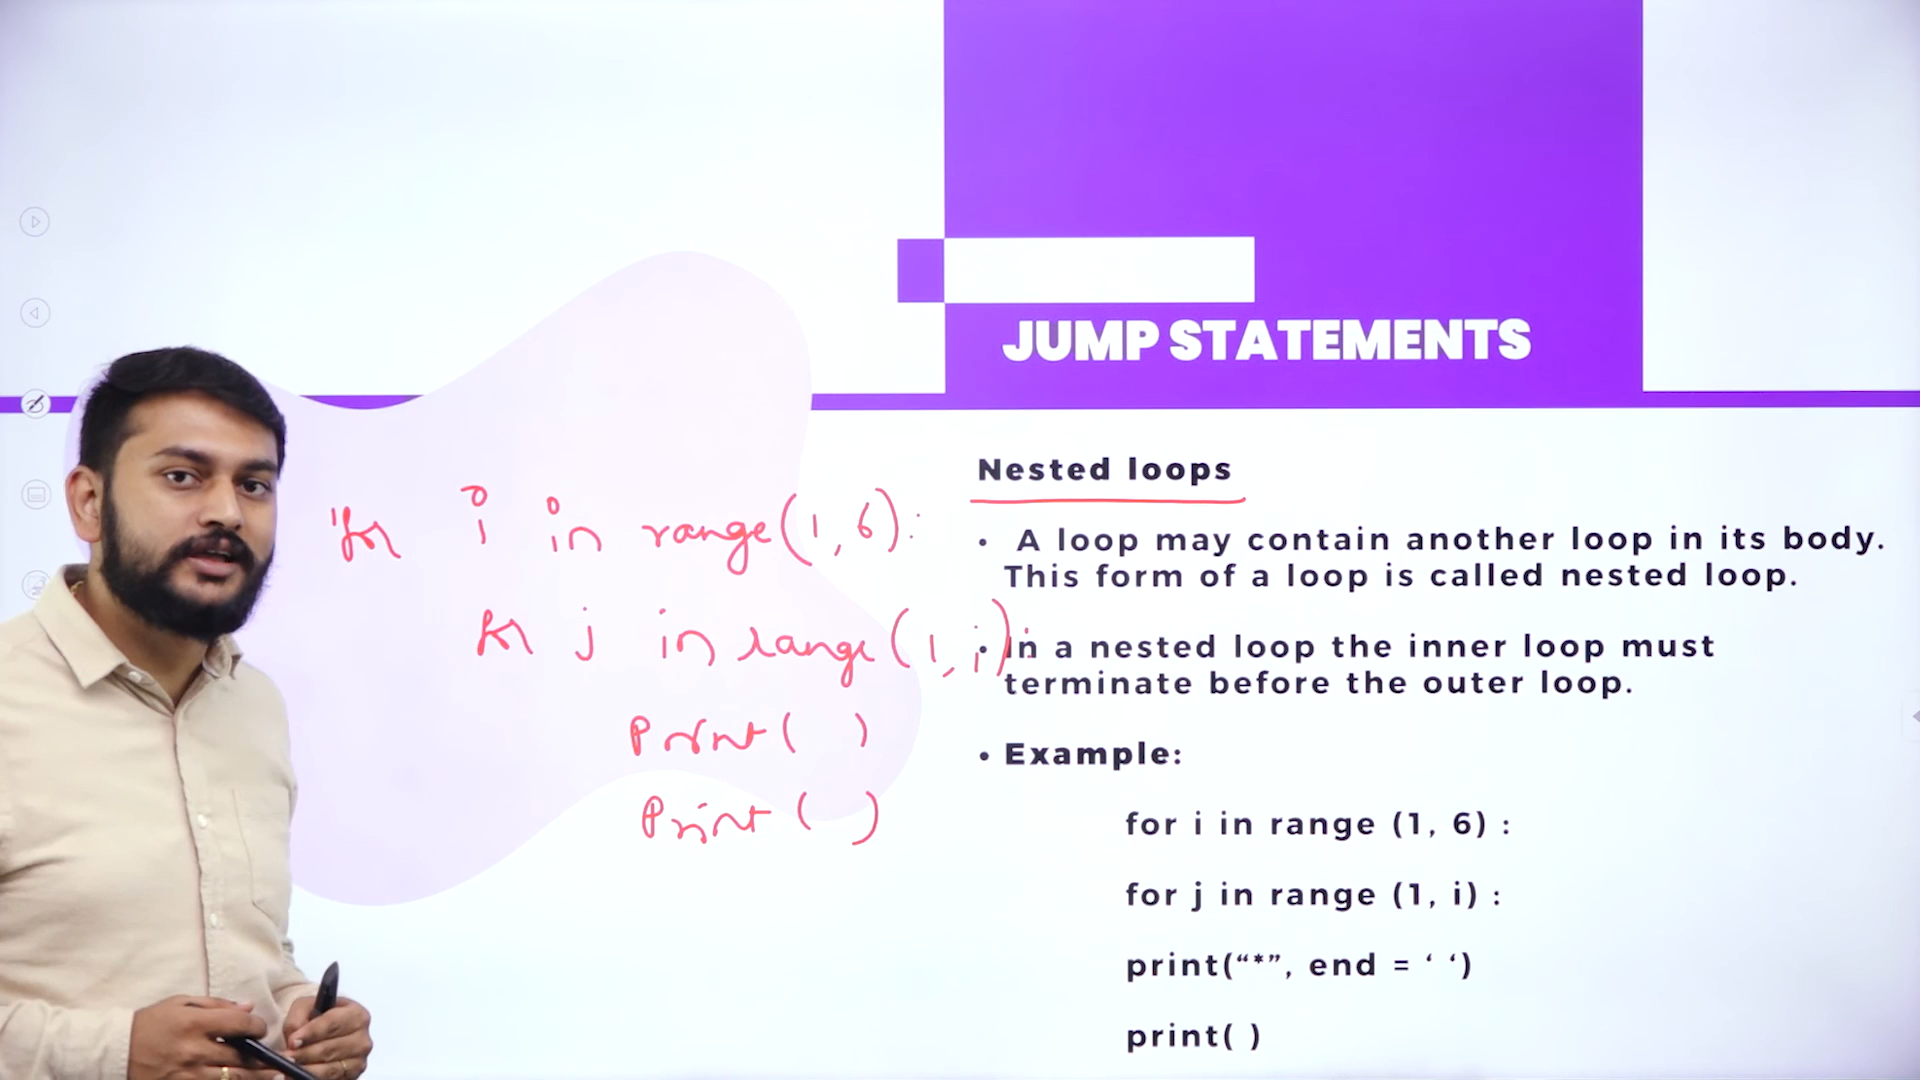 JUMP STATEMENTS
for i in range(1,6):
for j in range(1,i):
Print( )
Print( )
Nested loops
• A loop may contain another loop in its body.
This form of a loop is called nested loop.
• In a nested loop the inner loop must
terminate before the outer loop.
• Example:
for i in range (1, 6) :
for j in range (1, i) :
print(“*”, end = ‘ ‘)
print( )